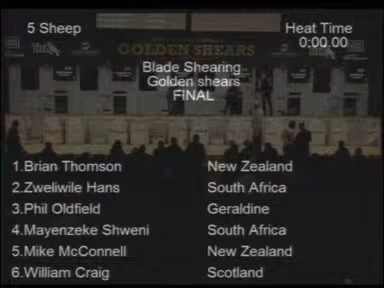 5 Sheep
Heat Time
0:00.00
GOLDEN SHEARS
Blade Shearing
Golden shears
FINAL
1.Brian Thomson New Zealand
2.Zweliwile Hans South Africa
3.Phil Oldfield Geraldine
4.Mayenzeke Shweni South Africa
5.Mike McConnell New Zealand
6.William Craig Scotland